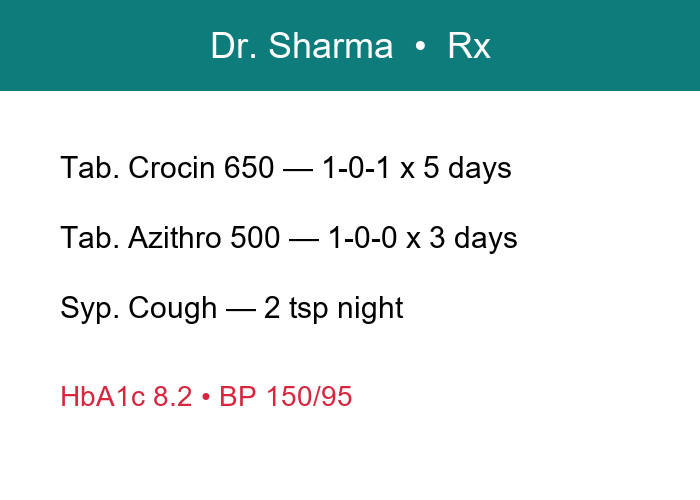 Dr. Sharma • Rx
Tab. Crocin 650 — 1-0-1 x 5 days
Tab. Azithro 500 — 1-0-0 x 3 days
Syp. Cough — 2 tsp night
HbA1c 8.2 • BP 150/95